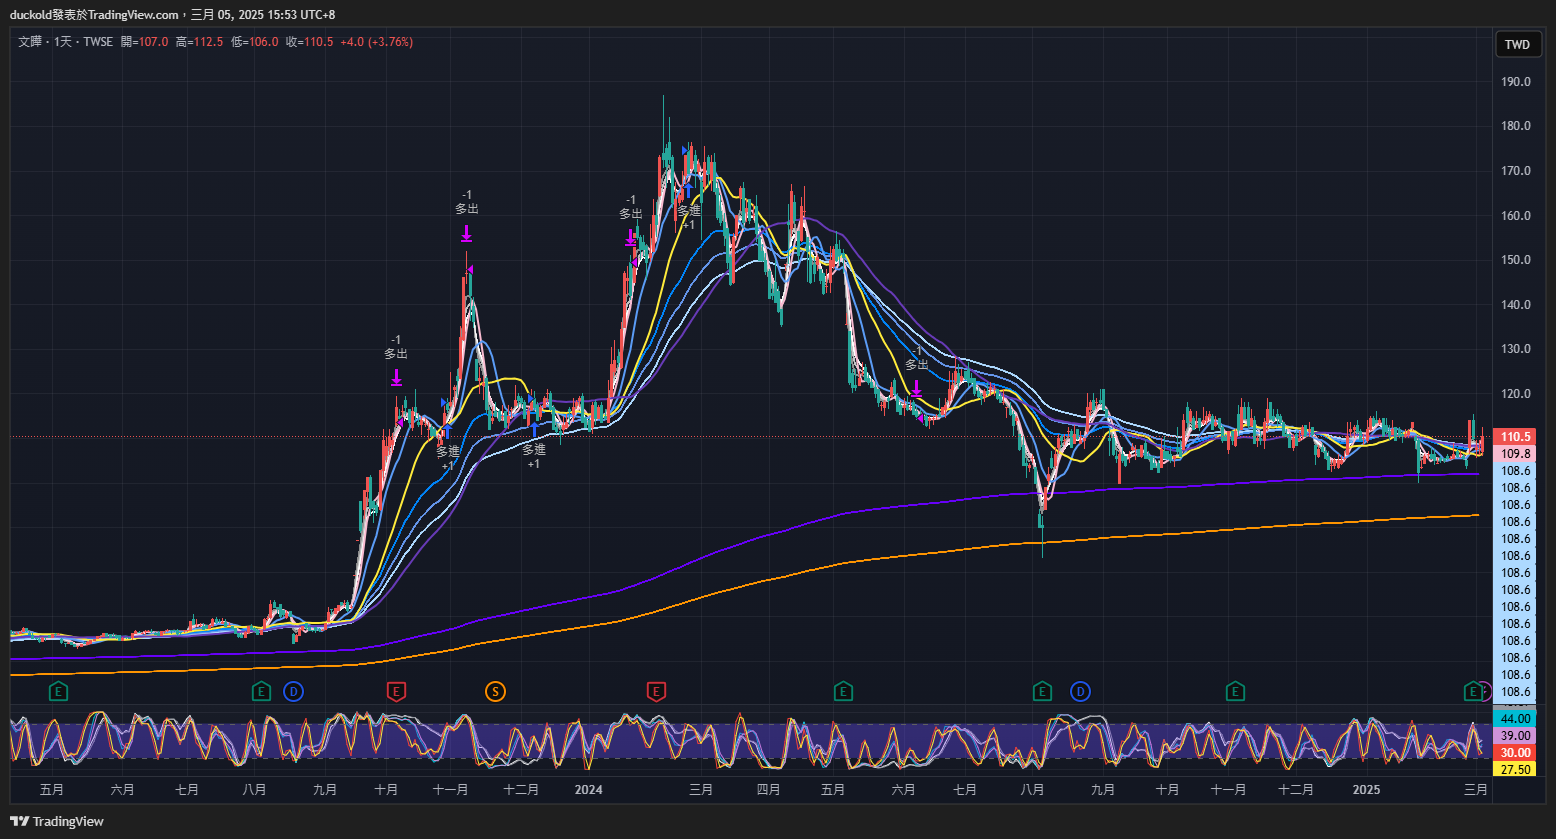 duckold發表於TradingView.com，三月 05, 2025 15:53 UTC+8
文曄 · 1天 · TWSE 開=107.0 高=112.5 低=106.0 收=110.5 +4.0 (+3.76%)
TWD
190.0
180.0
170.0
160.0
150.0
140.0
130.0
120.0
110.5
109.8
108.6
108.6
108.6
108.6
108.6
108.6
108.6
108.6
108.6
108.6
108.6
108.6
108.6
108.6
-1
多出
-1
多出
多進
+1
多進
+1
-1
多出
多進
+1
-1
多出
E
E
D
E
S
E
E
E
D
E
E
44.00
39.00
30.00
27.50
五月 六月 七月 八月 九月 十月 十一月 十二月 2024 三月 四月 五月 六月 七月 八月 九月 十月 十一月 十二月 2025 三月
TradingView